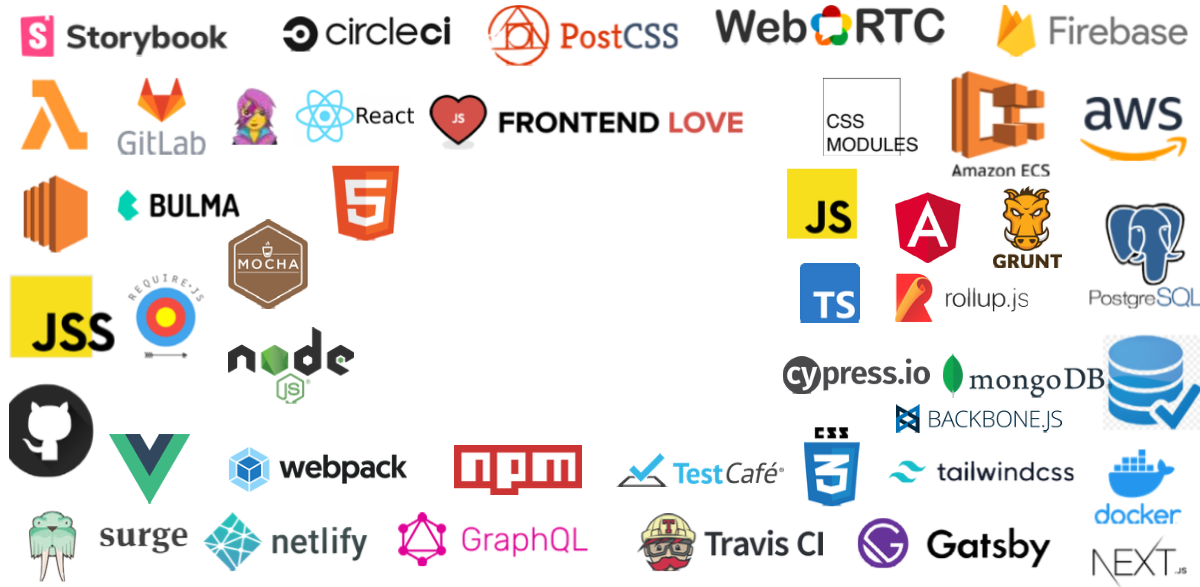 S Storybook
circleci
PostCSS
WebRTC
Firebase
GitLab
React
JS
FRONTEND LOVE
CSS
MODULES
Amazon ECS
aws
BULMA
5
JS
A
GRUNT
PostgreSQL
MOCHA
JSS
REQUIRE·JS
TS
R
rollup.js
node
JS®
cypress.io
mongoDB
BACKBONE.JS
webpack
npm
TestCafé®
CSS
3
tailwindcss
docker
surge
netlify
GraphQL
T
Travis CI
Gatsby
NEXT.JS